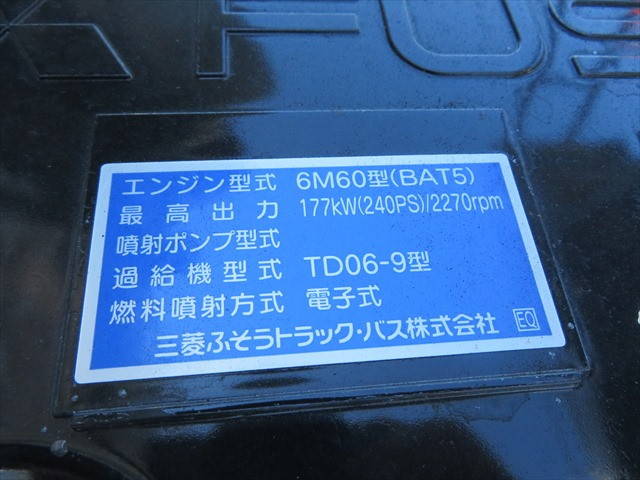 FUS
エンジン型式 6M60型(BAT5)
最高出力 177kW(240PS)/2270rpm
噴射ポンプ型式
過給機型式 TD06-9型
燃料噴射方式 電子式
三菱ふそうトラック・バス株式会社 EQ